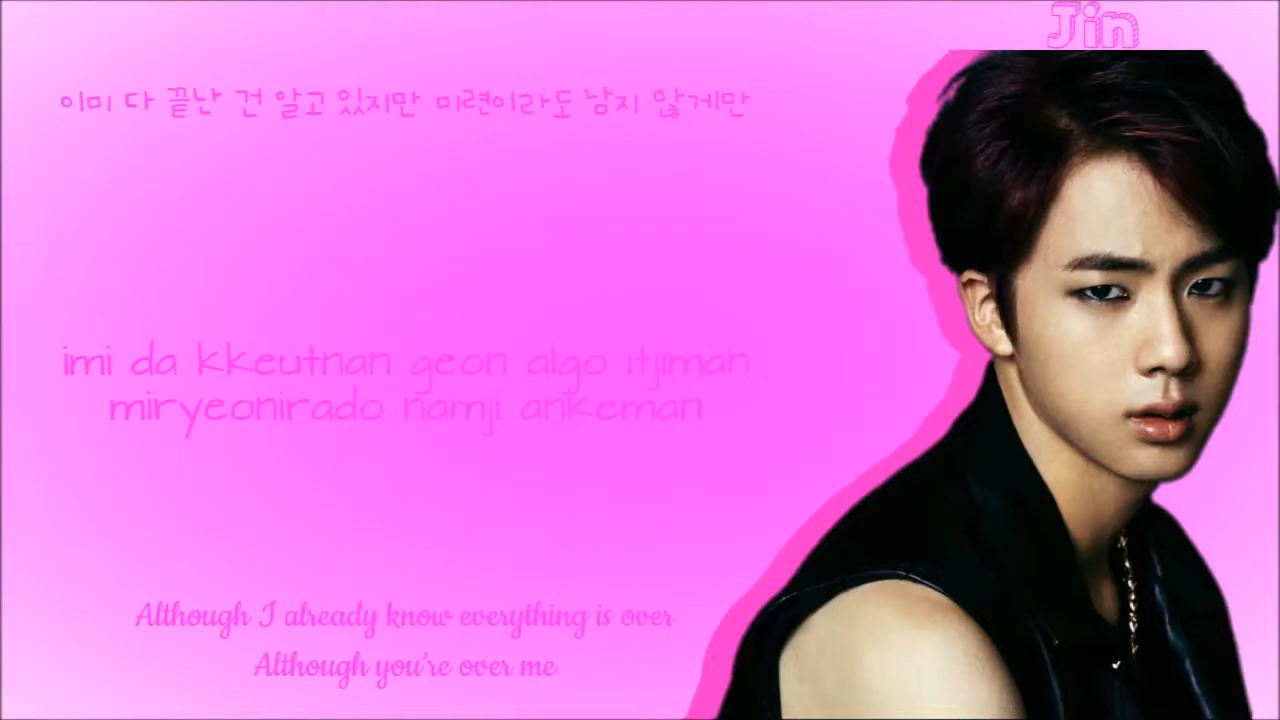 Jin
이미 다 끝난 건 알고 있지만 미련이라도 남지 않게만
imi da kkeutnan geon algo itjiman
miryeonirado namji ankeman
Although I already know everything is over
Although you're over me